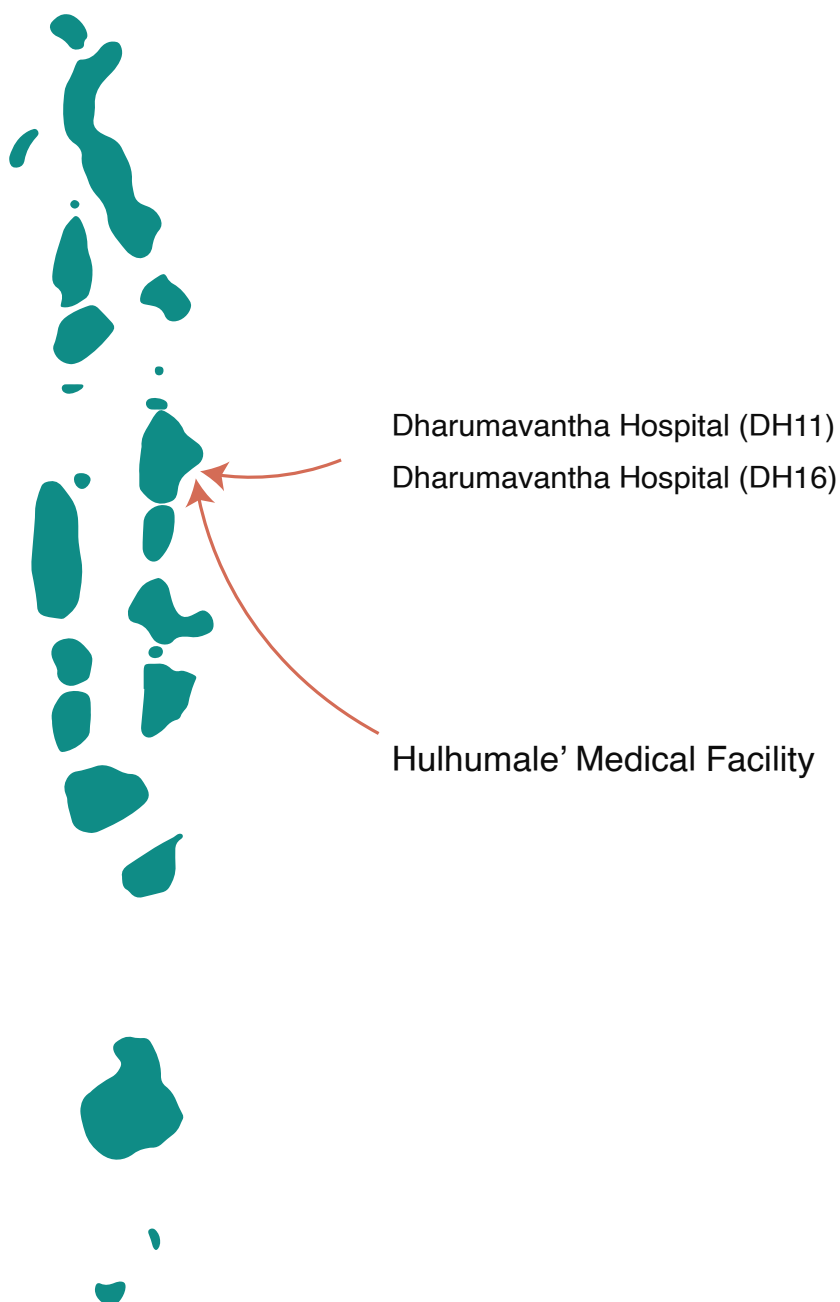 Dharumavantha Hospital (DH11)
Dharumavantha Hospital (DH16)
Hulhumale’ Medical Facility